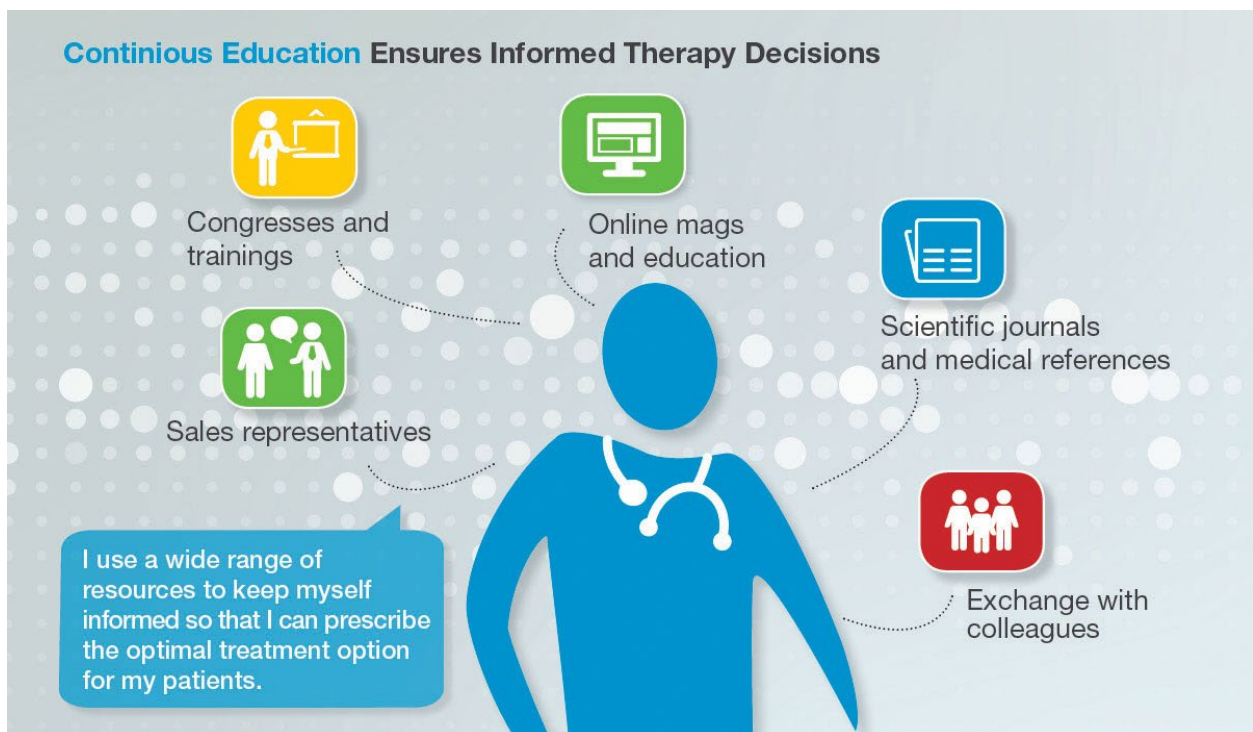 Continious Education Ensures Informed Therapy Decisions
Congresses and
trainings
Online mags
and education
Scientific journals
and medical references
Sales representatives
Exchange with
colleagues
I use a wide range of
resources to keep myself
informed so that I can prescribe
the optimal treatment option
for my patients.